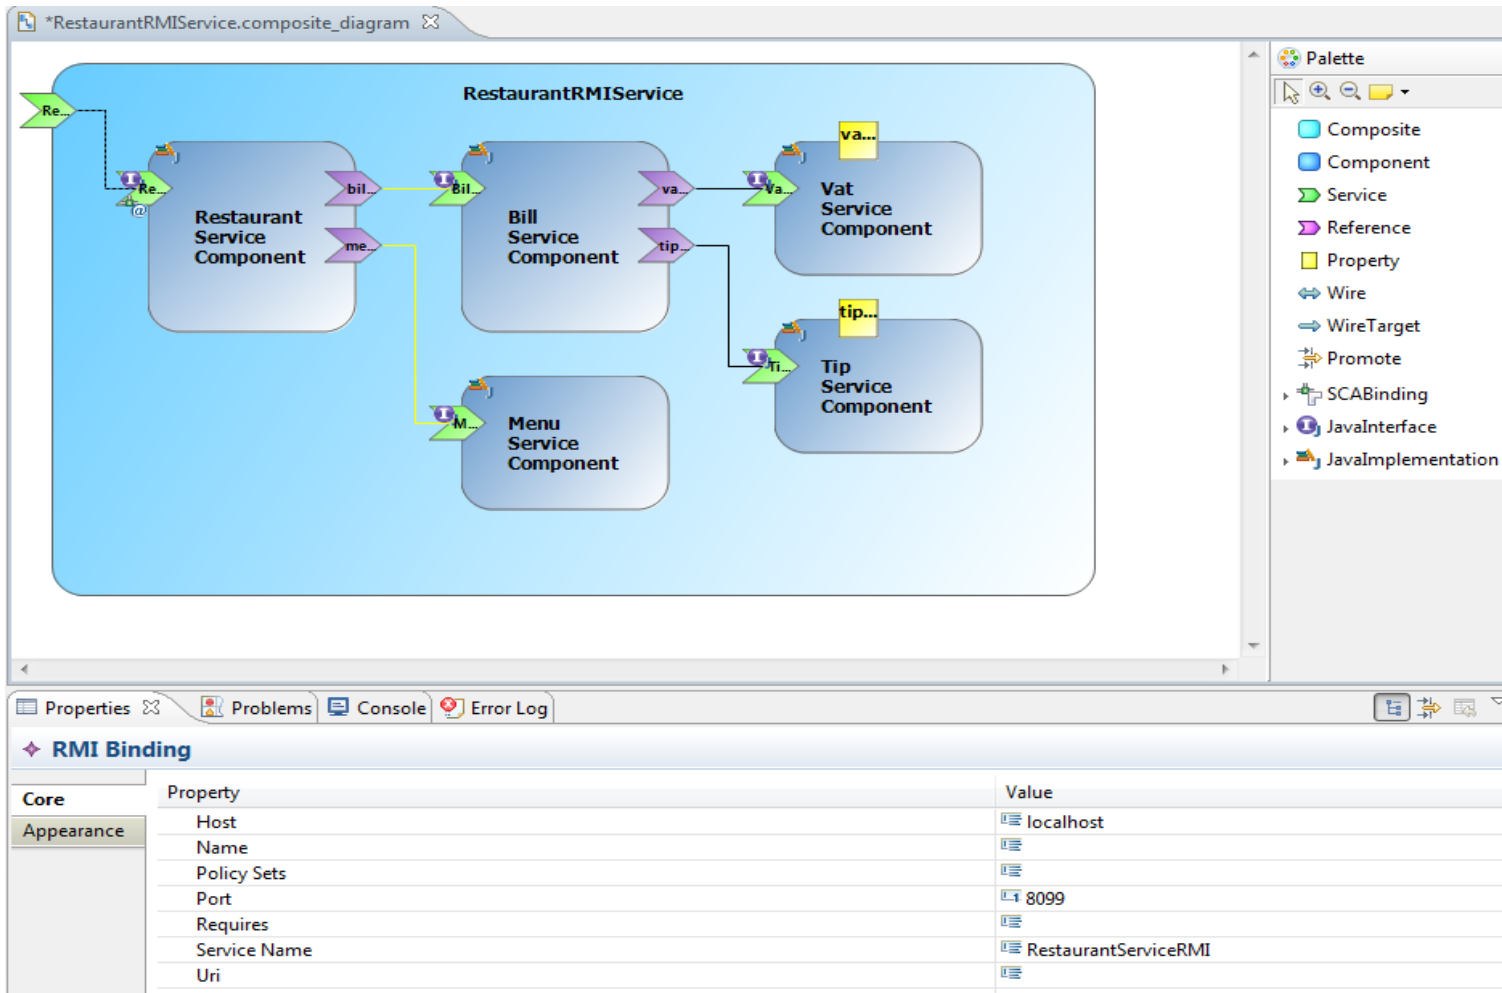 *RestaurantRMIService.composite_diagram
Palette
RestaurantRMIService
Re...
va...
Re...
bil...
Bil...
va...
Va...
Vat
Service
Component
Restaurant
Service
Component
me...
Bill
Service
Component
tip...
tip...
Ti...
Tip
Service
Component
M...
Menu
Service
Component
Composite
Component
Service
Reference
Property
Wire
WireTarget
Promote
SCABinding
JavaInterface
JavaImplementation
Properties Problems Console Error Log
RMI Binding
Core
Appearance
Property Value
Host localhost
Name
Policy Sets
Port 8099
Requires
Service Name RestaurantServiceRMI
Uri